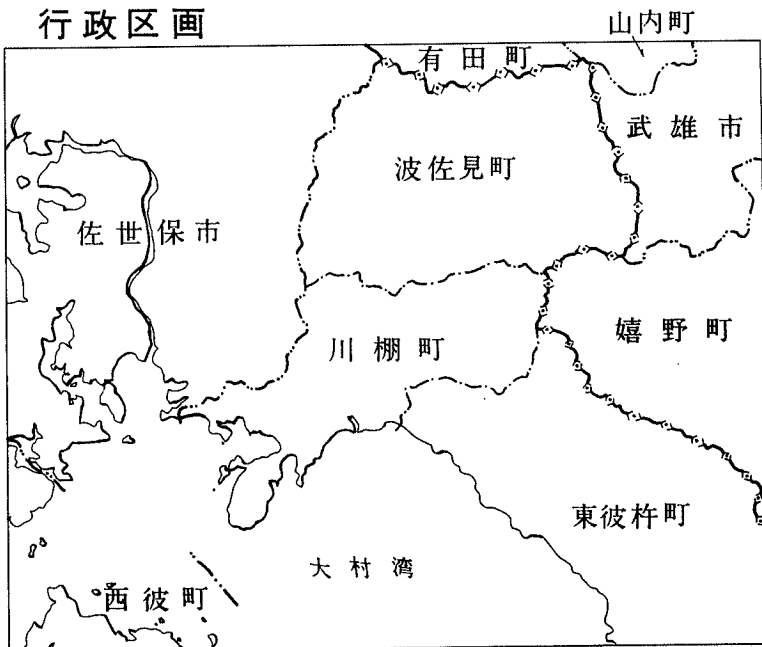 行政区画
山内町
有田町
武雄市
波佐見町
佐世保市
嬉野町
川棚町
東彼杵町
大村湾
西彼町